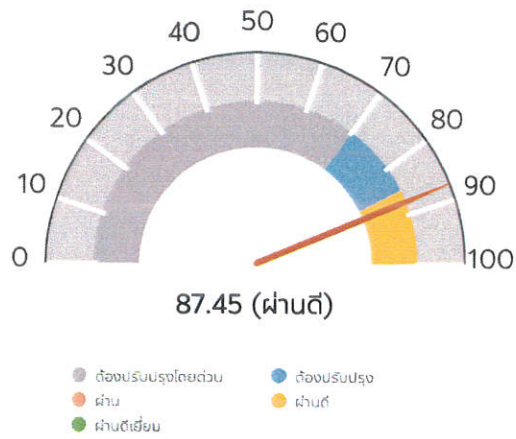 50
40 60
30 70
20 80
10 90
0 100
87.45 (ผ่านดี)
ต้องปรับปรุงโดยด่วน ต้องปรับปรุง
ผ่าน ผ่านดี
ผ่านดีเยี่ยม